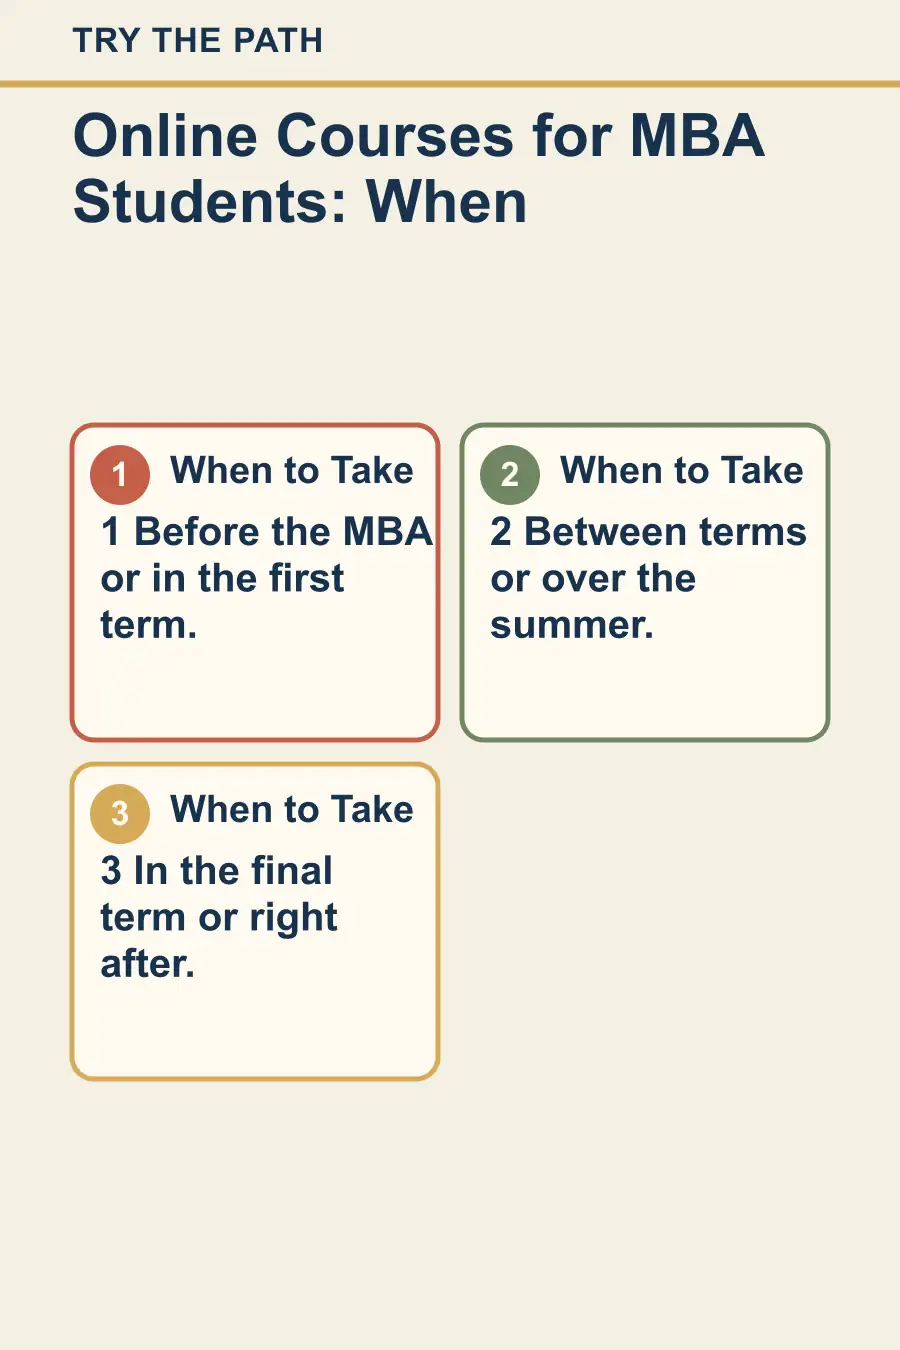 TRY THE PATH
Online Courses for MBA
Students: When
1 When to Take
1 Before the MBA
or in the first
term.
2 When to Take
2 Between terms
or over the
summer.
3 When to Take
3 In the final
term or right
after.